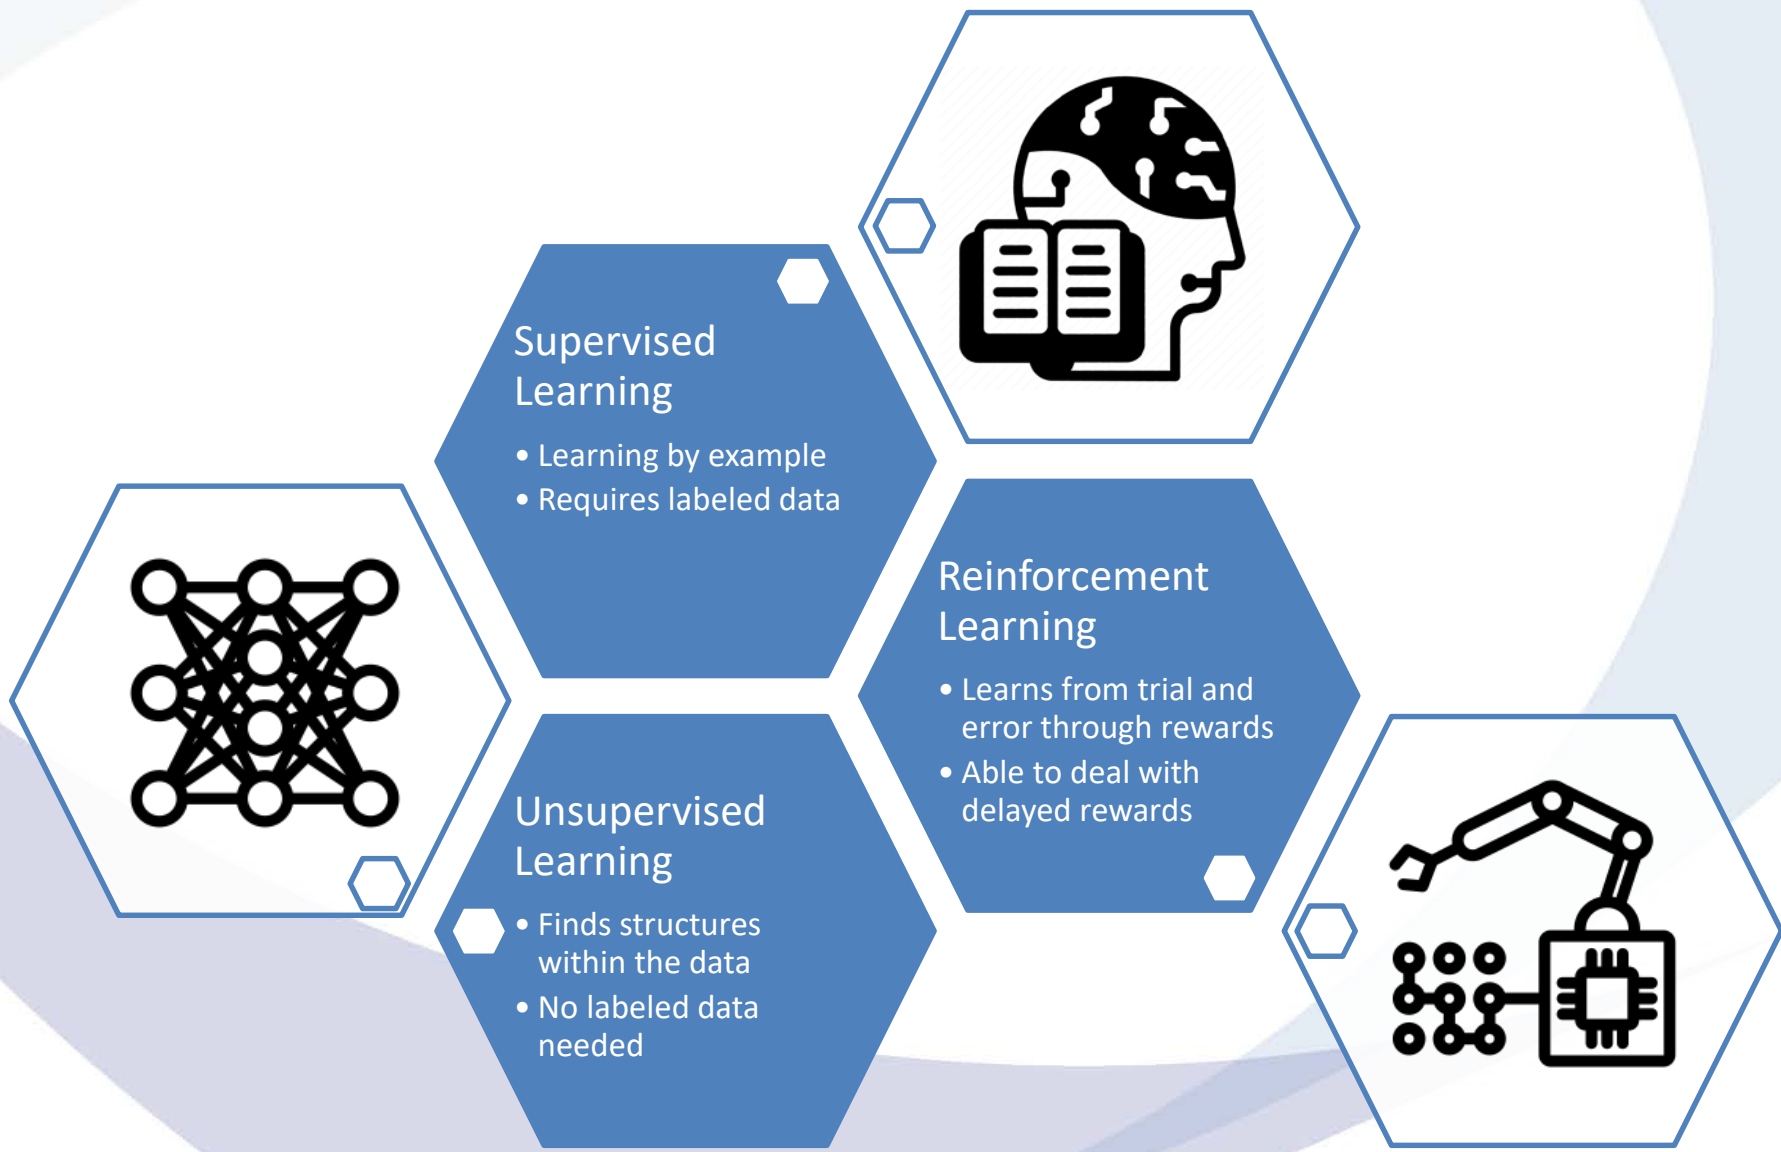 Supervised
Learning
• Learning by example
• Requires labeled data
Reinforcement
Learning
• Learns from trial and
error through rewards
• Able to deal with
delayed rewards
Unsupervised
Learning
• Finds structures
within the data
• No labeled data
needed